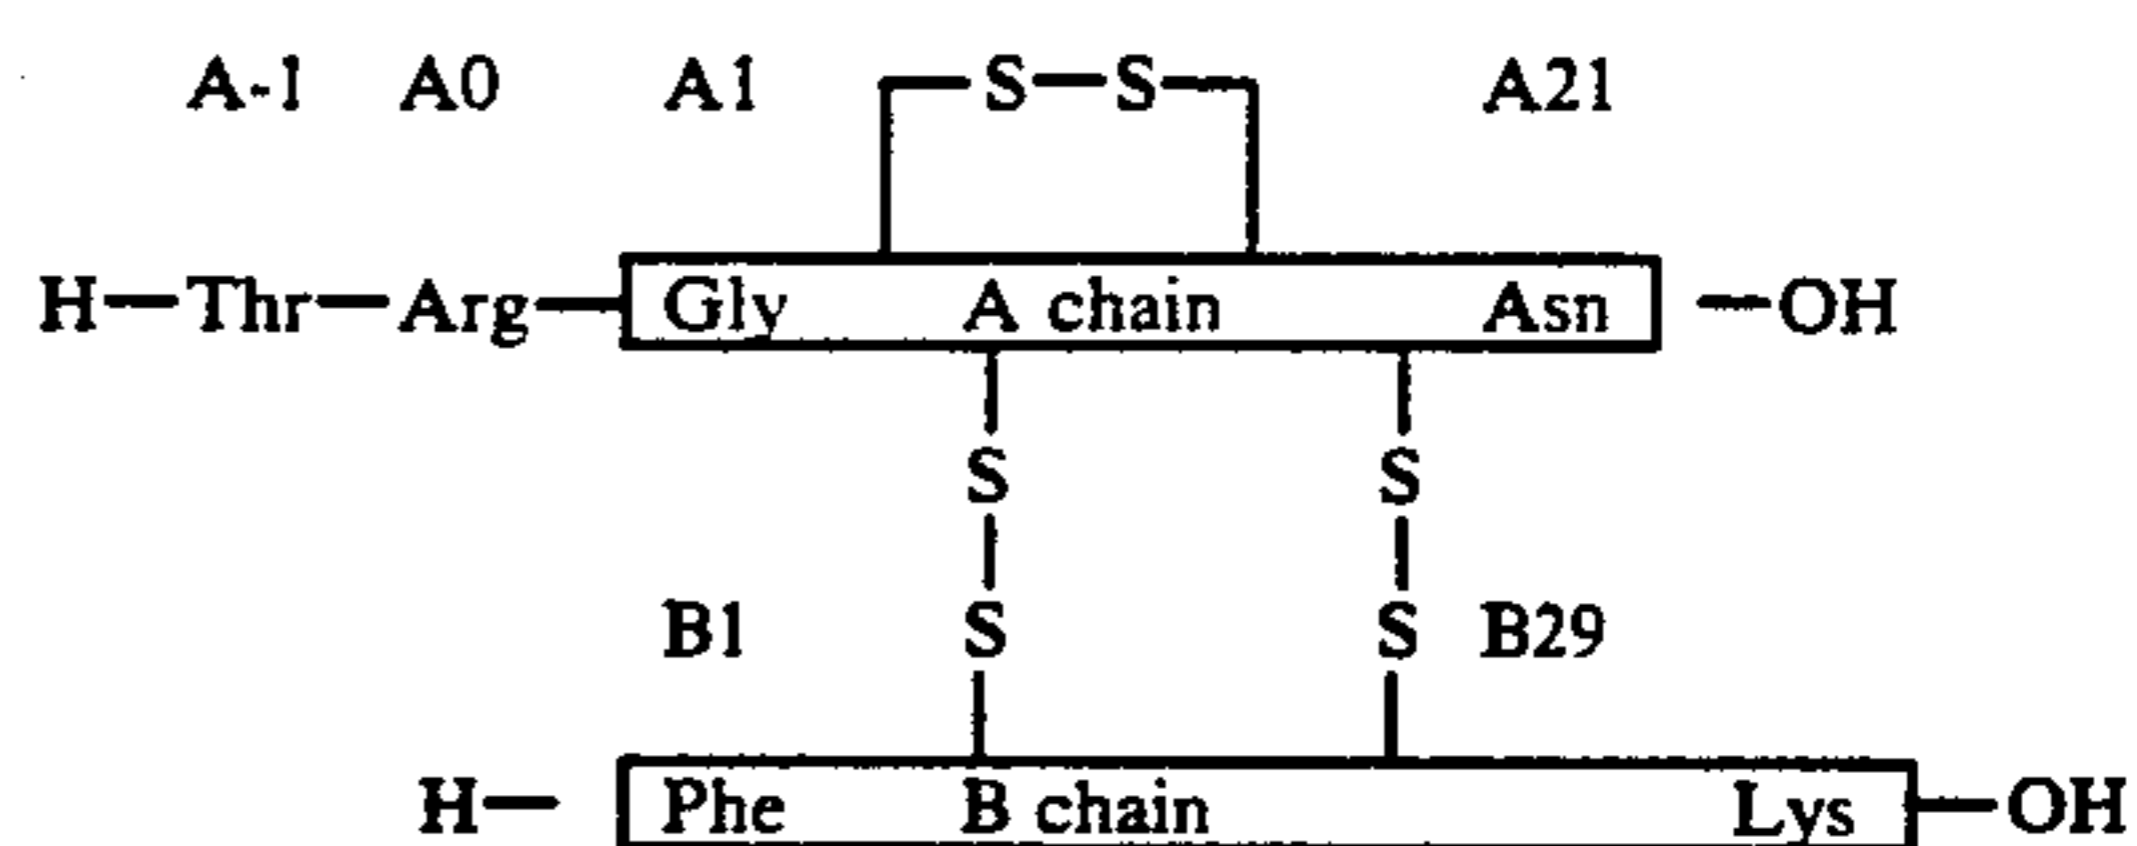 A-1 A0 A1 S—S A21
H—Thr—Arg— Gly A chain Asn —OH
S S
B1 S S B29
H— Phe B chain Lys —OH